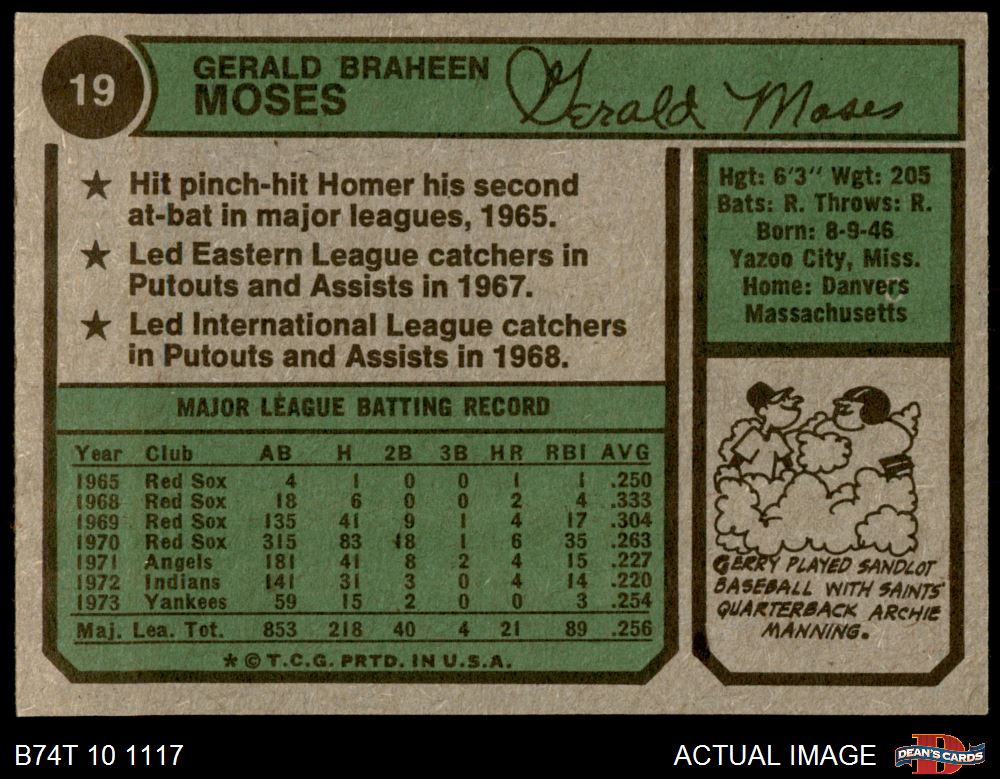 19
GERALD BRAHEEN
MOSES
Gerald Moses
★ Hit pinch-hit Homer his second
at-bat in major leagues, 1965.
★ Led Eastern League catchers in
Putouts and Assists in 1967.
★ Led International League catchers
in Putouts and Assists in 1968.
MAJOR LEAGUE BATTING RECORD
Year Club AB H 2B 3B HR RBI AVG
1965 Red Sox 4 1 0 0 1 1 .250
1968 Red Sox 18 6 0 0 2 4 .333
1969 Red Sox 135 41 9 1 4 17 .304
1970 Red Sox 315 83 18 1 6 35 .263
1971 Angels 181 41 8 2 4 15 .227
1972 Indians 141 31 3 0 4 14 .220
1973 Yankees 59 15 2 0 0 3 .254
Maj. Lea. Tot. 853 218 40 4 21 89 .256
★ © T.C.G. PRTD. IN U.S.A.
Hgt: 6'3" Wgt: 205
Bats: R. Throws: R.
Born: 8-9-46
Yazoo City, Miss.
Home: Danvers
Massachusetts
GERRY PLAYED SANDLOT
BASEBALL WITH SAINTS'
QUARTERBACK ARCHIE
MANNING.
B74T 10 1117
ACTUAL IMAGE
DEAN'S CARDS